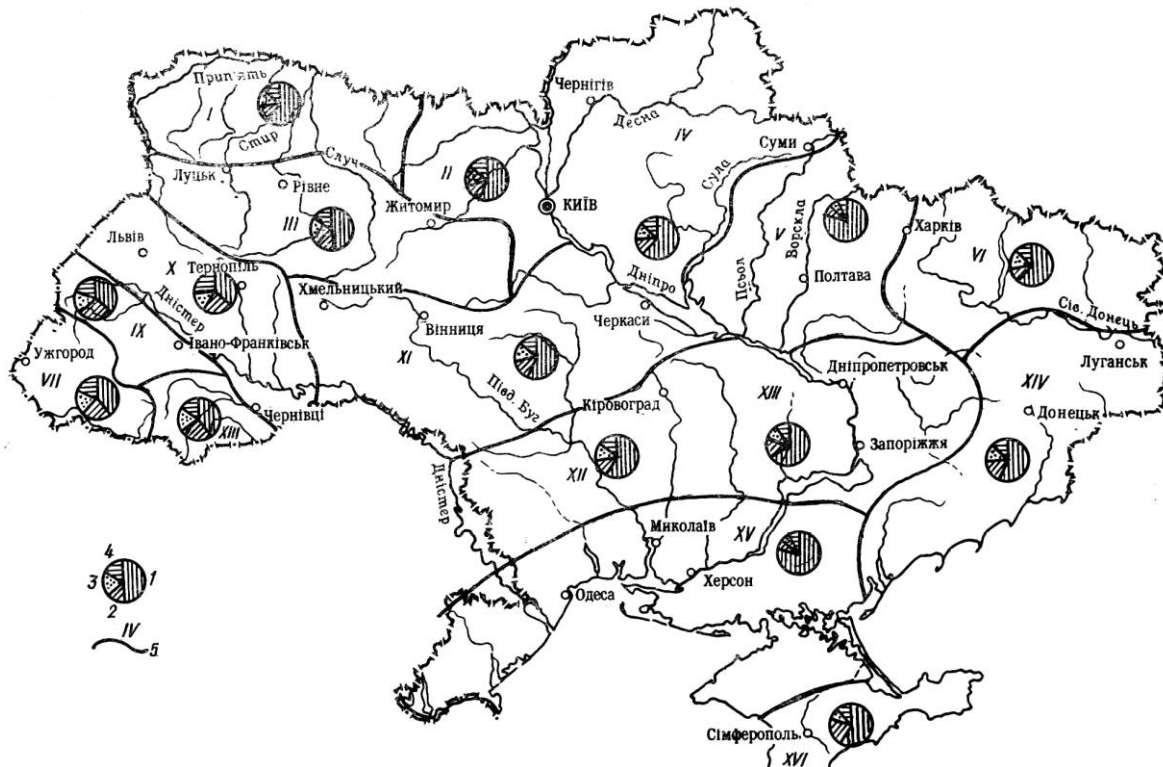 Прип'ять
I
Стир
Луцьк
Случ
Рівне
III
II
Житомир
КИЇВ
Чернігів
Десна
IV
Суми
Сула
V
Ворскла
Псьол
Полтава
Харків
VI
Сів. Донець
Луганськ
Львів
X
Тернопіль
Дністер
IX
Івано-Франківськ
Хмельницький
Ужгород
VII
Чернівці
XIII
Вінниця
XI
Півд. Буг
Дніпро
Черкаси
Кіровоград
XIII
Дніпропетровськ
Запоріжжя
XIV
Донецьк
XII
Дністер
Миколаїв
XV
Херсон
Одеса
Сімферополь
XVI
4
3
1
2
IV
5